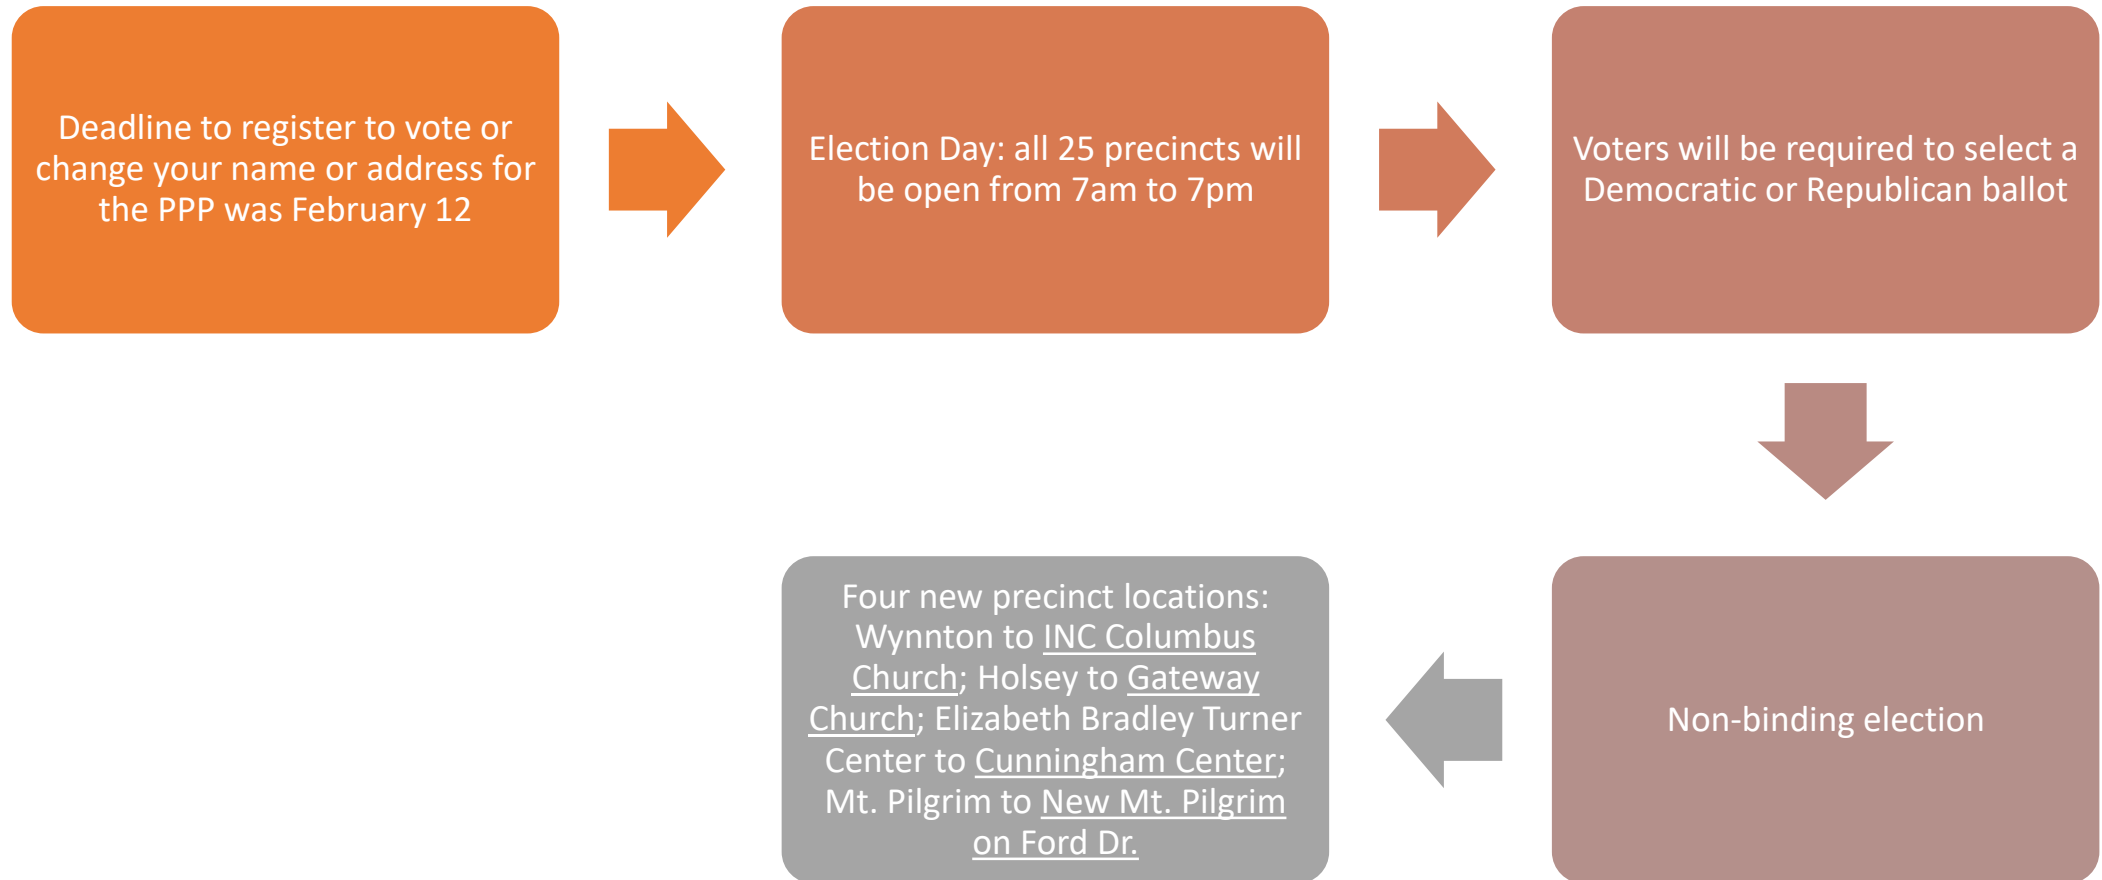 Deadline to register to vote or
change your name or address for
the PPP was February 12
Election Day: all 25 precincts will
be open from 7am to 7pm
Voters will be required to select a
Democratic or Republican ballot
Non-binding election
Four new precinct locations:
Wynnton to INC Columbus
Church; Holsey to Gateway
Church; Elizabeth Bradley Turner
Center to Cunningham Center;
Mt. Pilgrim to New Mt. Pilgrim
on Ford Dr.